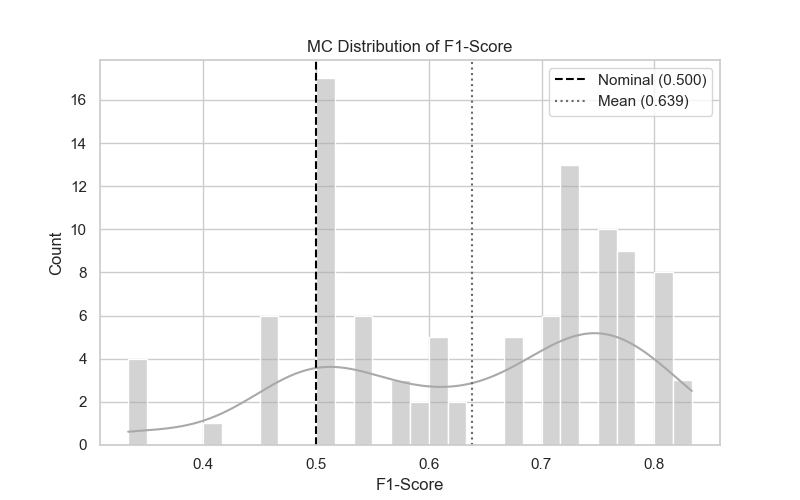 MC Distribution of F1-Score
Nominal (0.500)
Mean (0.639)
16
14
12
10
8
6
4
2
0
Count
0.4 0.5 0.6 0.7 0.8
F1-Score